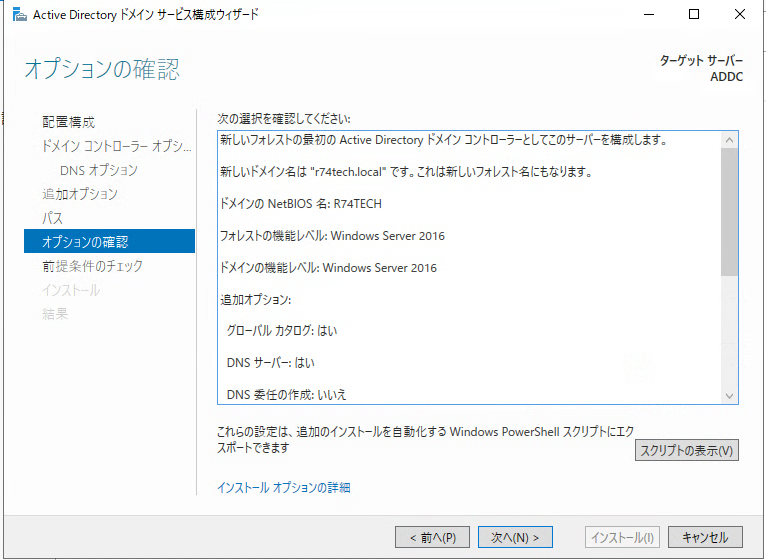 Active Directory ドメイン サービス構成ウィザード
オプションの確認
ターゲット サーバー
ADDC
配置構成
ドメイン コントローラー オプシ...
DNS オプション
追加オプション
パス
オプションの確認
前提条件のチェック
インストール
結果
次の選択を確認してください:
新しいフォレストの最初の Active Directory ドメイン コントローラーとしてこのサーバーを構成します。
新しいドメイン名は "r74tech.local" です。これは新しいフォレスト名にもなります。
ドメインの NetBIOS 名: R74TECH
フォレストの機能レベル: Windows Server 2016
ドメインの機能レベル: Windows Server 2016
追加オプション:
グローバル カタログ: はい
DNS サーバー: はい
DNS 委任の作成: いいえ
これらの設定は、追加のインストールを自動化する Windows PowerShell スクリプトにエク
スポートできます
スクリプトの表示(V)
インストール オプションの詳細
< 前へ(P)
次へ(N) >
インストール(I)
キャンセル